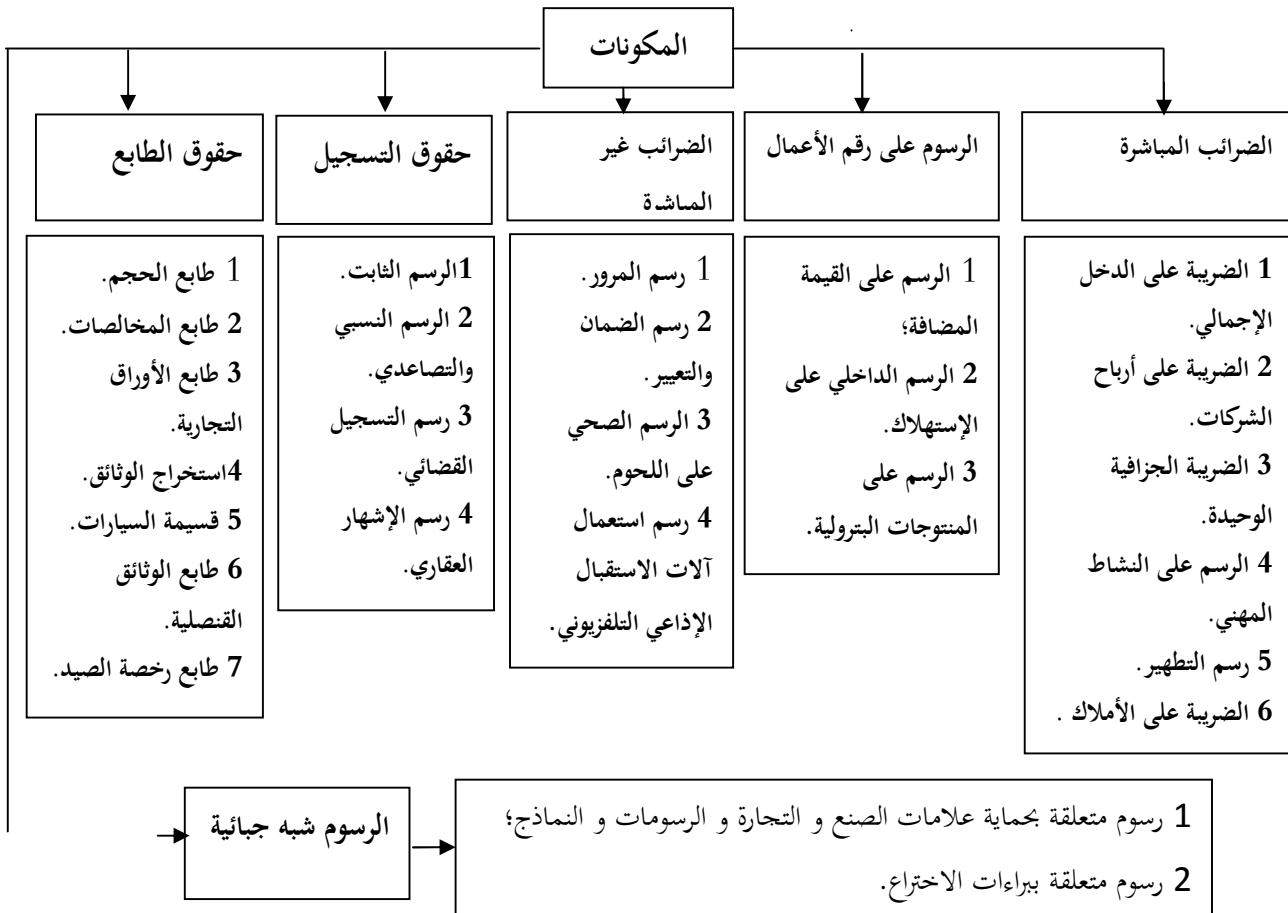 المكونات
الضرائب المباشرة
1 الضريبة على الدخل
الإجمالي.
2 الضريبة على أرباح
الشركات.
3 الضريبة الجزافية
الوحيدة.
4 الرسم على النشاط
المهني.
5 رسم التطهير.
6 الضريبة على الأملاك .
الرسوم على رقم الأعمال
1 الرسم على القيمة
المضافة؛
2 الرسم الداخلي على
الإستهلاك.
3 الرسم على
المنتوجات البترولية.
الضرائب غير
المباشرة
1 رسم المرور.
2 رسم الضمان
والتعيير.
3 الرسم الصحي
على اللحوم.
4 رسم استعمال
آلات الاستقبال
الإذاعي التلفزيوني.
حقوق التسجيل
1الرسم الثابت.
2 الرسم النسبي
والتصاعدي.
3 رسم التسجيل
القضائي.
4 رسم الإشهار
العقاري.
حقوق الطابع
1 طابع الحجم.
2 طابع المخالصات.
3 طابع الأوراق
التجارية.
4استخراج الوثائق.
5 قسيمة السيارات.
6 طابع الوثائق
القنصلية.
7 طابع رخصة الصيد.
الرسوم شبه جبائية
1 رسوم متعلقة بحماية علامات الصنع و التجارة و الرسومات و النماذج؛
2 رسوم متعلقة ببراءات الاختراع.